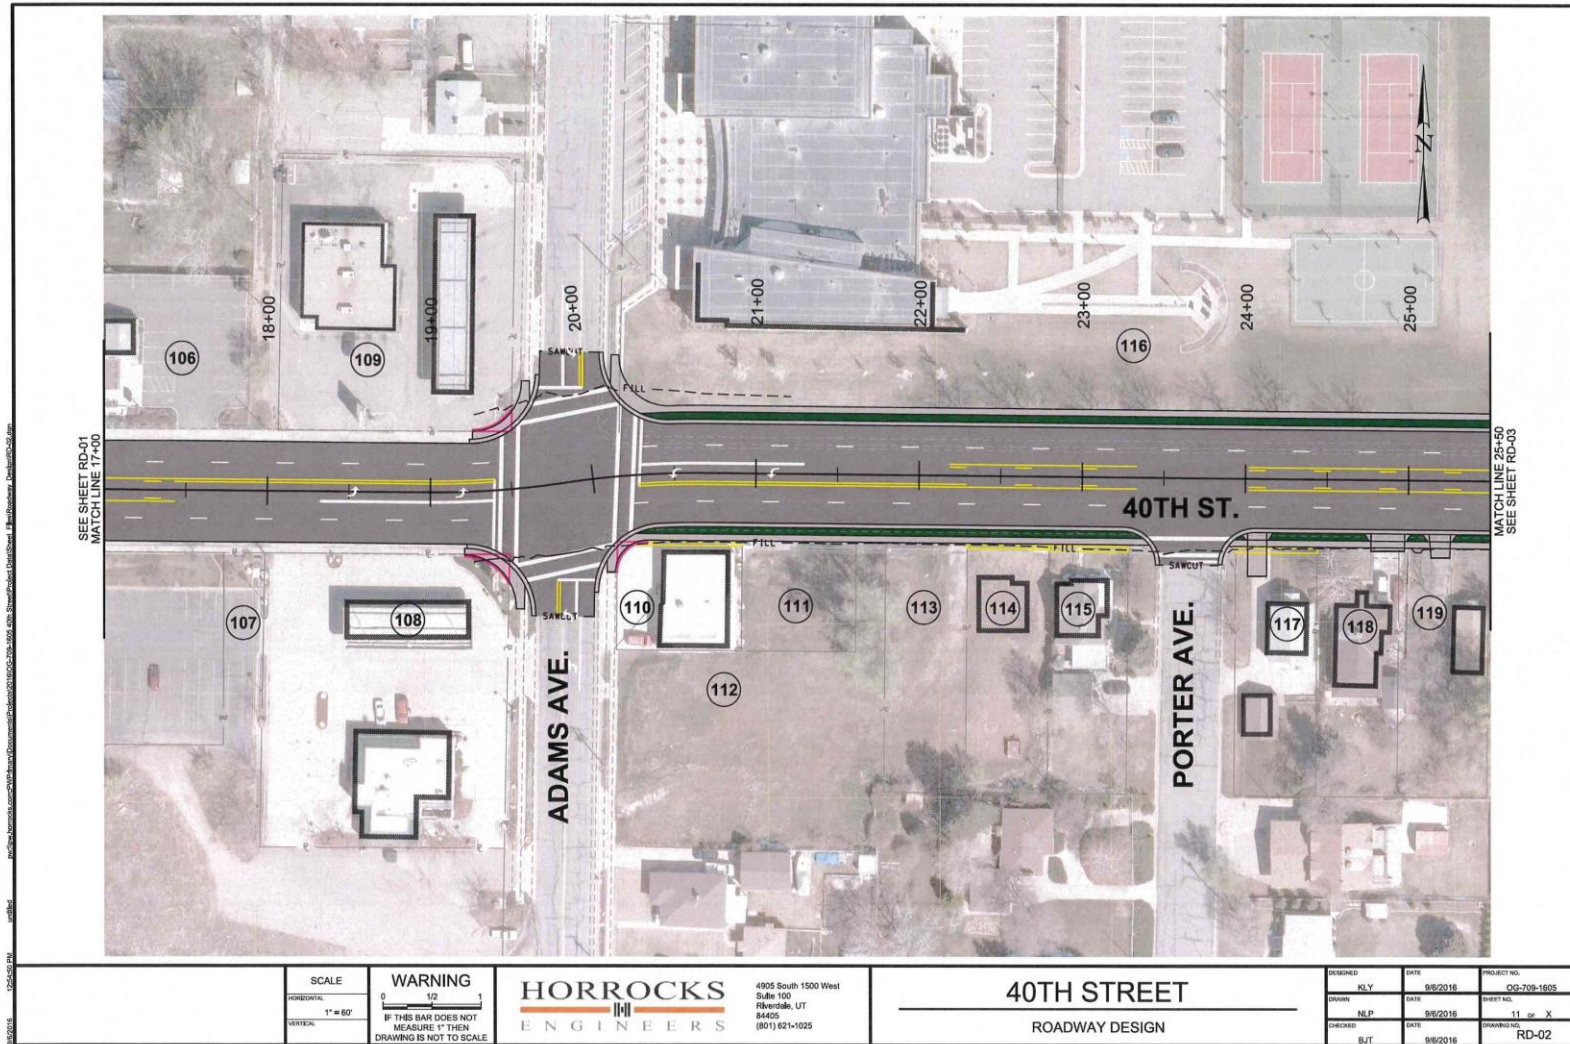 18+00
19+00
20+00
21+00
22+00
23+00
24+00
25+00
106
109
116
N
SAWCUT
FILL
SEE SHEET RD-01
MATCH LINE 17+00
MATCH LINE 25+50
SEE SHEET RD-03
40TH ST.
FILL
FILL
SAWCUT
SAWCUT
107
108
110
111
112
113
114
115
117
118
119
ADAMS AVE.
PORTER AVE.
SCALE
HORIZONTAL
1" = 60'
VERTICAL
WARNING
0 1/2 1
IF THIS BAR DOES NOT
MEASURE 1" THEN
DRAWING IS NOT TO SCALE
HORROCKS
ENGINEERS
4905 South 1500 West
Suite 100
Riverdale, UT
84405
(801) 621-1025
40TH STREET
ROADWAY DESIGN
DESIGNED
KLY
DATE
9/6/2016
PROJECT NO.
OG-709-1605
DRAWN
NLP
DATE
9/6/2016
SHEET NO.
11 OF X
CHECKED
BJT
DATE
9/6/2016
DRAWING NO.
RD-02
12:54:50 PM
untitled